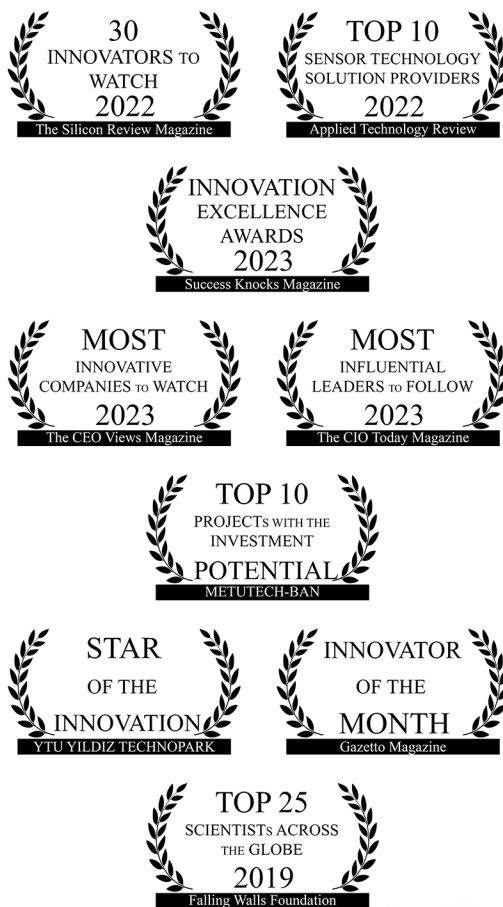 30
INNOVATORS TO
WATCH
2022
The Silicon Review Magazine
TOP 10
SENSOR TECHNOLOGY
SOLUTION PROVIDERS
2022
Applied Technology Review
INNOVATION
EXCELLENCE
AWARDS
2023
Success Knocks Magazine
MOST
INNOVATIVE
COMPANIES TO WATCH
2023
The CEO Views Magazine
MOST
INFLUENTIAL
LEADERS TO FOLLOW
2023
The CIO Today Magazine
TOP 10
PROJECTs WITH THE
INVESTMENT
POTENTIAL
METUTECH-BAN
STAR
OF THE
INNOVATION
YTU YILDIZ TECHNOPARK
INNOVATOR
OF THE
MONTH
Gazetto Magazine
TOP 25
SCIENTISTs ACROSS
THE GLOBE
2019
Falling Walls Foundation